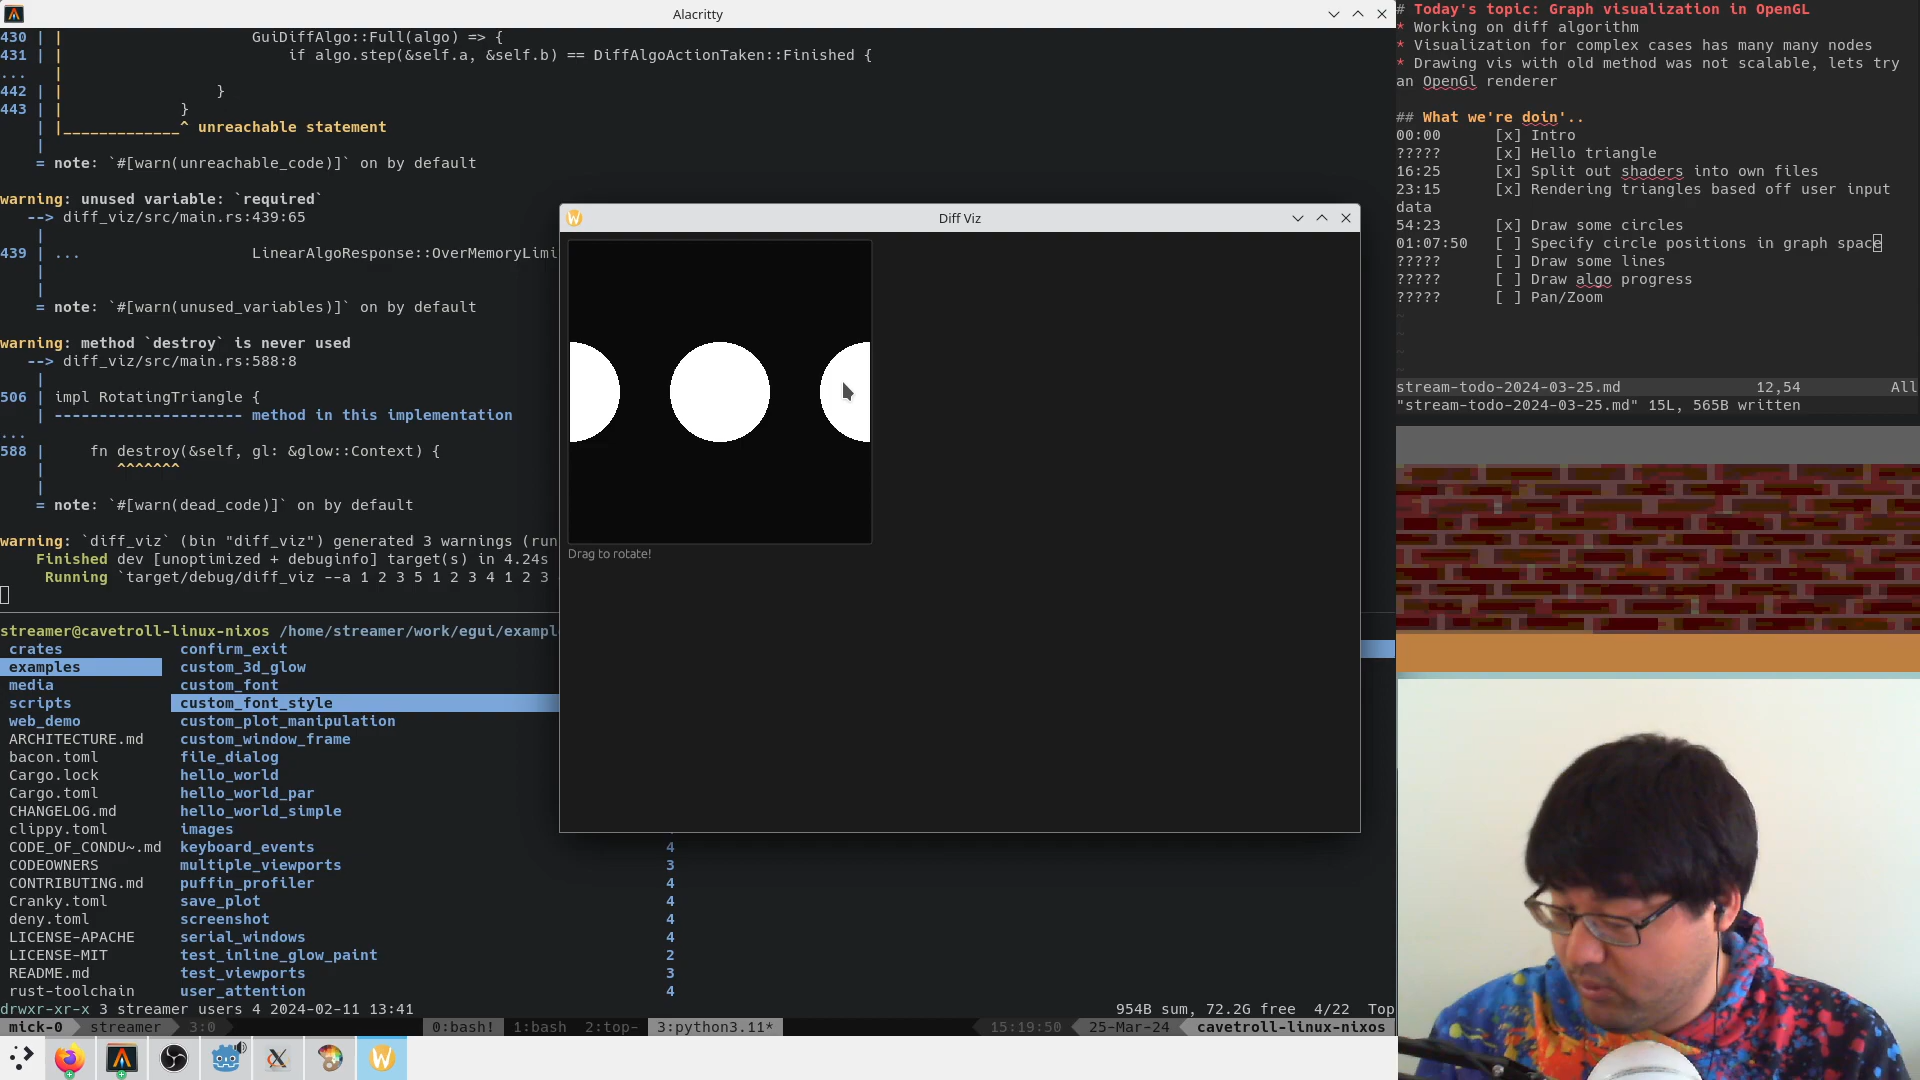 Alacritty
430 | |                     GuiDiffAlgo::Full(algo) => {
431 | |                         if algo.step(&self.a, &self.b) == DiffAlgoActionTaken::Finished {
...   |
442 | |                 }
443 | |             }
    | |_____________^ unreachable statement
    |
    = note: `#[warn(unreachable_code)]` on by default
warning: unused variable: `required`
   --> diff_viz/src/main.rs:439:65
    |
439 | ...                   LinearAlgoResponse::OverMemoryLimi
    |
    |
    = note: `#[warn(unused_variables)]` on by default
warning: method `destroy` is never used
   --> diff_viz/src/main.rs:588:8
    |
506 | impl RotatingTriangle {
    | --------------------- method in this implementation
...
588 |     fn destroy(&self, gl: &glow::Context) {
    |        ^^^^^^^
    |
    = note: `#[warn(dead_code)]` on by default
warning: `diff_viz` (bin "diff_viz") generated 3 warnings (run
    Finished dev [unoptimized + debuginfo] target(s) in 4.24s
     Running `target/debug/diff_viz --a 1 2 3 5 1 2 3 4 1 2 3
streamer@cavetroll-linux-nixos /home/streamer/work/egui/exampl
crates
examples
media
scripts
web_demo
ARCHITECTURE.md
bacon.toml
Cargo.lock
Cargo.toml
CHANGELOG.md
clippy.toml
CODE_OF_CONDU~.md
CODEOWNERS
CONTRIBUTING.md
Cranky.toml
deny.toml
LICENSE-APACHE
LICENSE-MIT
README.md
rust-toolchain
confirm_exit
custom_3d_glow
custom_font
custom_font_style
custom_plot_manipulation
custom_window_frame
file_dialog
hello_world
hello_world_par
hello_world_simple
images
keyboard_events 4
multiple_viewports 3
puffin_profiler 4
save_plot 4
screenshot 4
serial_windows 4
test_inline_glow_paint 2
test_viewports 3
user_attention 4
drwxr-xr-x 3 streamer users 4 2024-02-11 13:41
954B sum, 72.2G free  4/22  Top
mick-0 streamer 3:0 0:bash! 1:bash 2:top- 3:python3.11* 15:19:50 25-Mar-24 cavetroll-linux-nixos
Diff Viz
Drag to rotate!
# Today's topic: Graph visualization in OpenGL
* Working on diff algorithm
* Visualization for complex cases has many many nodes
* Drawing vis with old method was not scalable, lets try
an OpenGl renderer
## What we're doin'..
00:00      [x] Intro
?????      [x] Hello triangle
16:25      [x] Split out shaders into own files
23:15      [x] Rendering triangles based off user input
data
54:23      [x] Draw some circles
01:07:50   [ ] Specify circle positions in graph space
?????      [ ] Draw some lines
?????      [ ] Draw algo progress
?????      [ ] Pan/Zoom
~
~
~
stream-todo-2024-03-25.md 12,54 All
"stream-todo-2024-03-25.md" 15L, 565B written